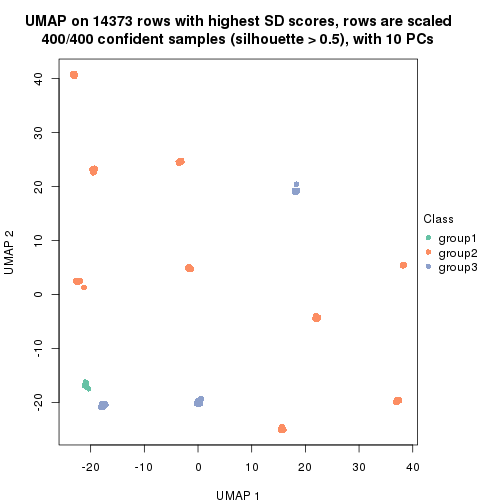 UMAP on 14373 rows with highest SD scores, rows are scaled
400/400 confident samples (silhouette > 0.5), with 10 PCs
40
30
20
10
0
-10
-20
UMAP 2
-20
-10
0
10
20
30
40
UMAP 1
Class
group1
group2
group3